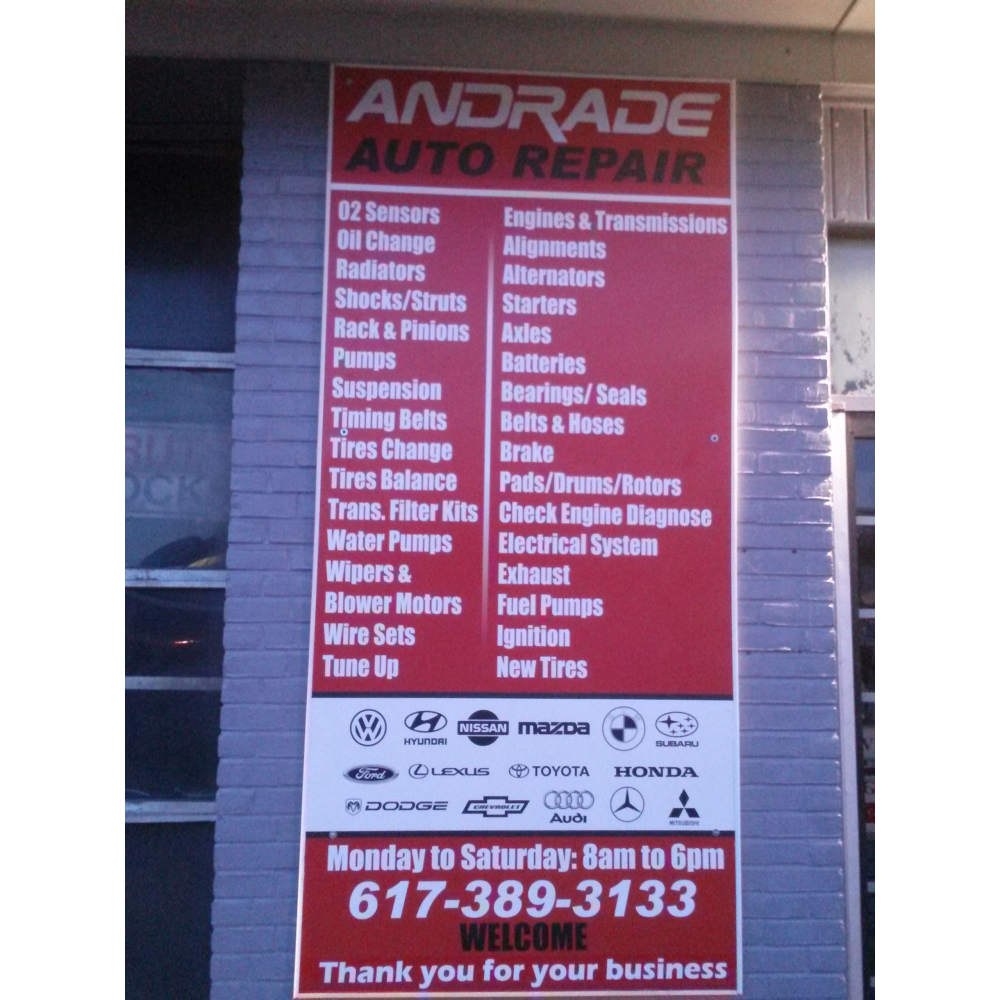 ANDRADE
AUTO REPAIR
O2 Sensors
Oil Change
Radiators
Shocks/Struts
Rack & Pinions
Pumps
Suspension
Timing Belts
Tires Change
Tires Balance
Trans. Filter Kits
Water Pumps
Wipers &
Blower Motors
Wire Sets
Tune Up
Engines & Transmissions
Alignments
Alternators
Starters
Axles
Batteries
Bearings/ Seals
Belts & Hoses
Brake
Pads/Drums/Rotors
Check Engine Diagnose
Electrical System
Exhaust
Fuel Pumps
Ignition
New Tires
HYUNDAI NISSAN mazda SUBARU
Ford LEXUS TOYOTA HONDA
DODGE CHEVROLET Audi MITSUBISHI
Monday to Saturday: 8am to 6pm
617-389-3133
WELCOME
Thank you for your business